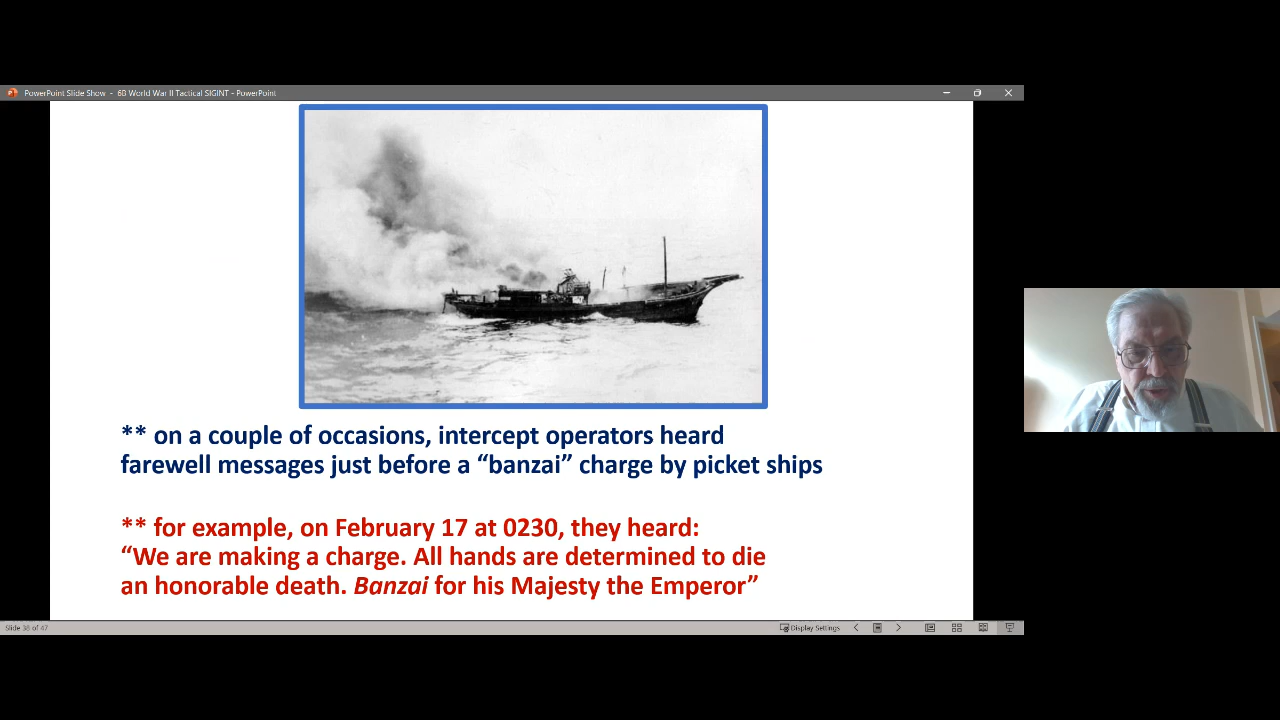 PowerPoint Slide Show - 6B World War II Tactical SIGINT - PowerPoint
** on a couple of occasions, intercept operators heard
farewell messages just before a “banzai” charge by picket ships
** for example, on February 17 at 0230, they heard:
“We are making a charge. All hands are determined to die
an honorable death. Banzai for his Majesty the Emperor”
Slide 38 of 47
Display Settings